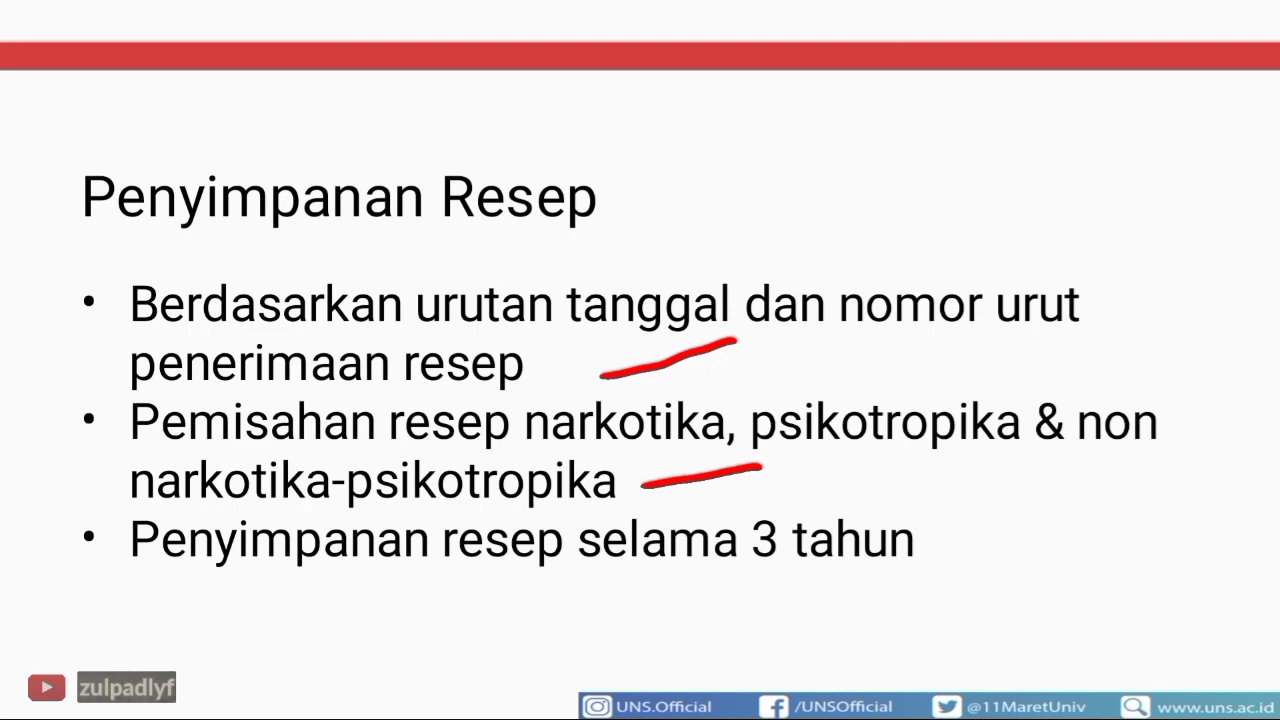 Penyimpanan Resep
• Berdasarkan urutan tanggal dan nomor urut
penerimaan resep
• Pemisahan resep narkotika, psikotropika & non
narkotika-psikotropika
• Penyimpanan resep selama 3 tahun
zulpadlyf
UNS.Official /UNSOfficial @11MaretUniv www.uns.ac.id